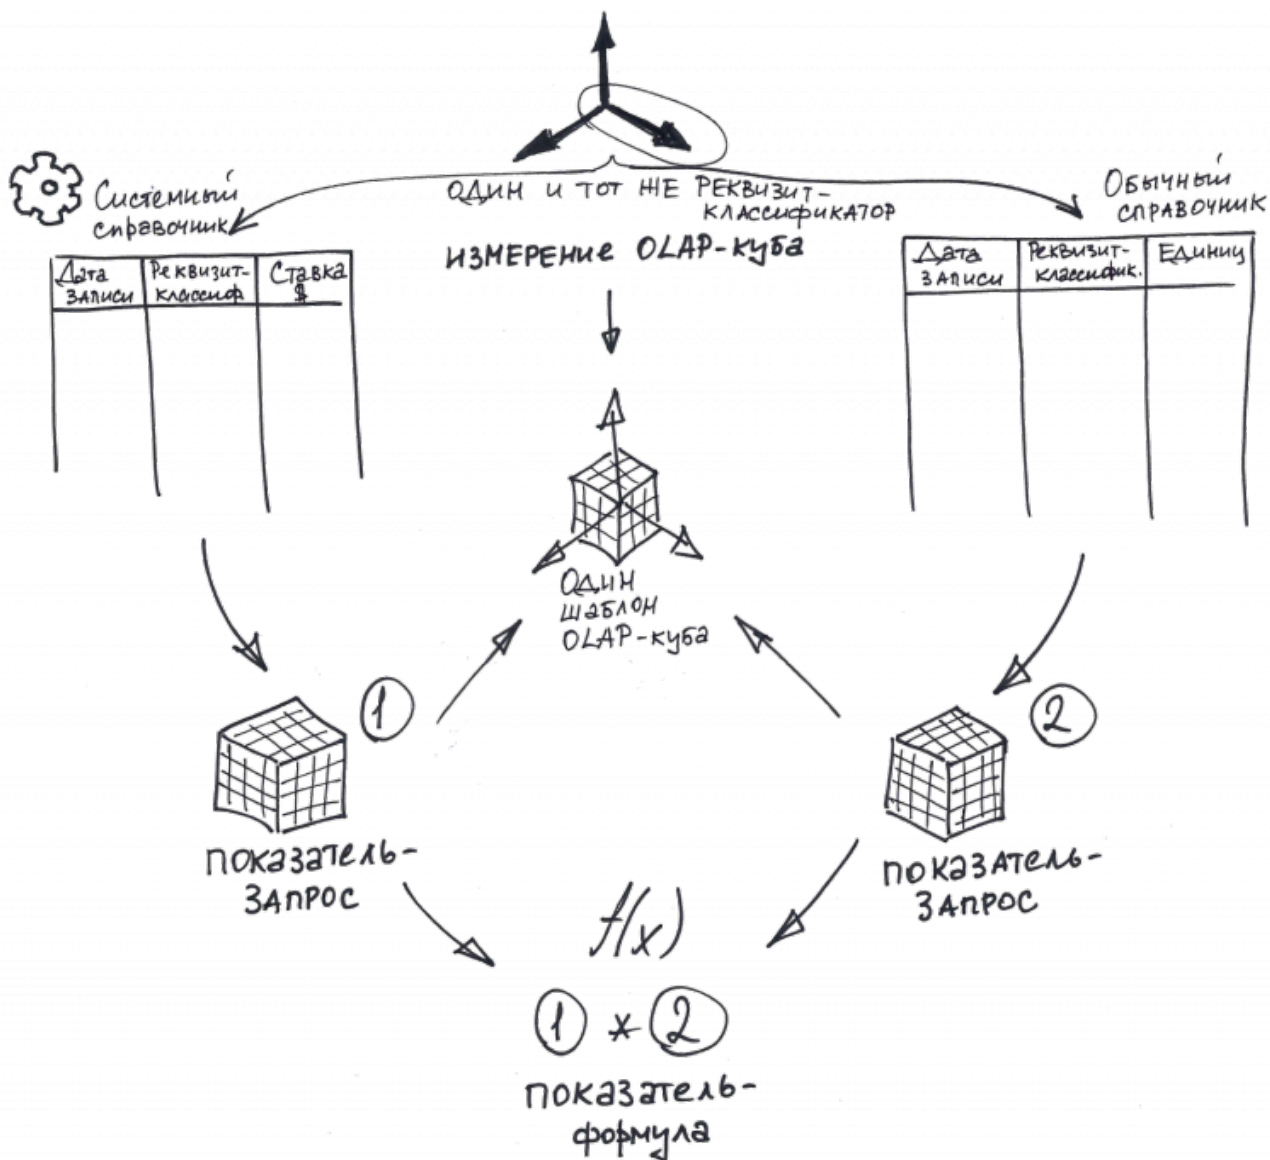 Системный
справочник
один и тот же реквизит-
классификатор
измерение OLAP-куба
Обычный
справочник
Дата
записи
Реквизит-
классиф.
Ставка
$
Дата
записи
Реквизит-
классифик.
Единиц
Один
шаблон
OLAP-куба
1
2
показатель-
запрос
показатель-
запрос
f(x)
1 * 2
показатель-
формула